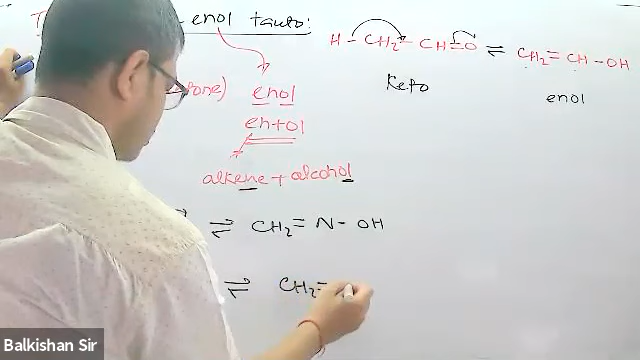 enol tauto:
H - CH2 - CH = O ⇌ CH2 = CH - OH
Keto
enol
enol
en+ol
alkene + alcohol
⇌ CH2 = N - OH
⇌ CH2 =
Balkishan Sir